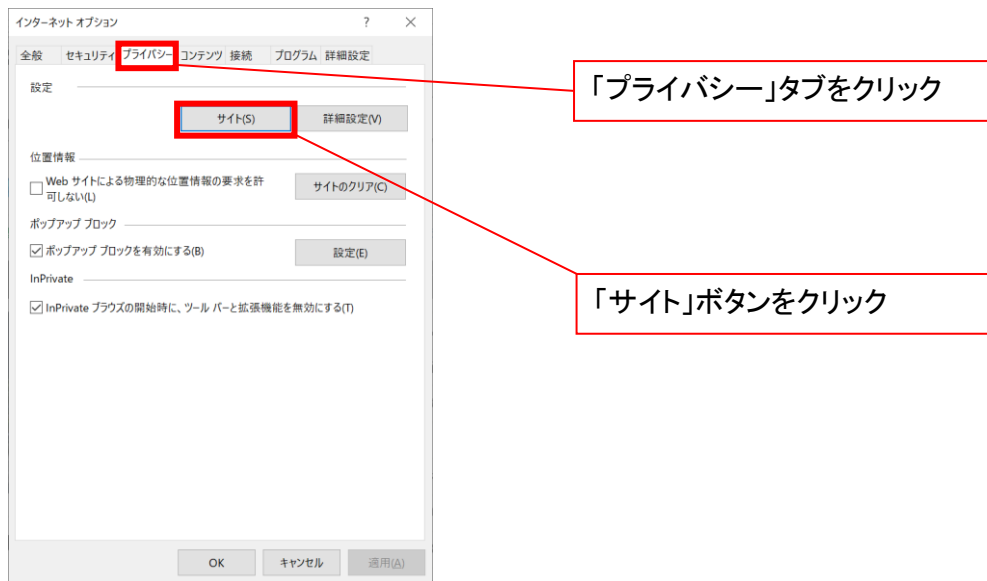 インターネット オプション ? ×
全般 セキュリティ プライバシー コンテンツ 接続 プログラム 詳細設定
「プライバシー」タブをクリック
設定
サイト(S) 詳細設定(V)
位置情報
Web サイトによる物理的な位置情報の要求を許
可しない(L)
サイトのクリア(C)
ポップアップ ブロック
ポップアップ ブロックを有効にする(B) 設定(E)
InPrivate
InPrivate ブラウズの開始時に、ツール バーと拡張機能を無効にする(T)
「サイト」ボタンをクリック
OK キャンセル 適用(A)